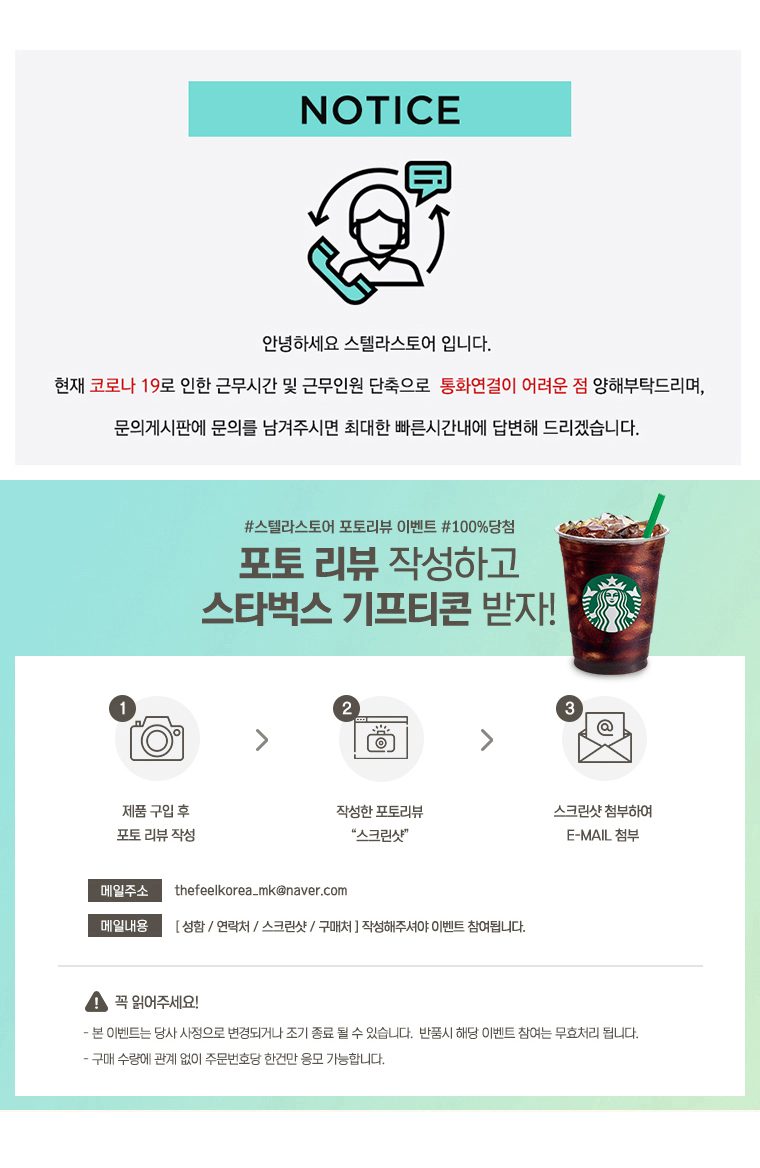 NOTICE
안녕하세요 스텔라스토어 입니다.
현재 코로나 19로 인한 근무시간 및 근무인원 단축으로 통화연결이 어려운 점 양해부탁드리며,
문의게시판에 문의를 남겨주시면 최대한 빠른시간내에 답변해 드리겠습니다.
#스텔라스토어 포토리뷰 이벤트 #100%당첨
포토 리뷰 작성하고
스타벅스 기프티콘 받자!
1
2
3
제품 구입 후
포토 리뷰 작성
작성한 포토리뷰
“스크린샷”
스크린샷 첨부하여
E-MAIL 첨부
메일주소 thefeelkorea_mk@naver.com
메일내용 [ 성함 / 연락처 / 스크린샷 / 구매처 ] 작성해주셔야 이벤트 참여됩니다.
꼭 읽어주세요!
- 본 이벤트는 당사 사정으로 변경되거나 조기 종료 될 수 있습니다. 반품시 해당 이벤트 참여는 무효처리 됩니다.
- 구매 수량에 관계 없이 주문번호당 한건만 응모 가능합니다.